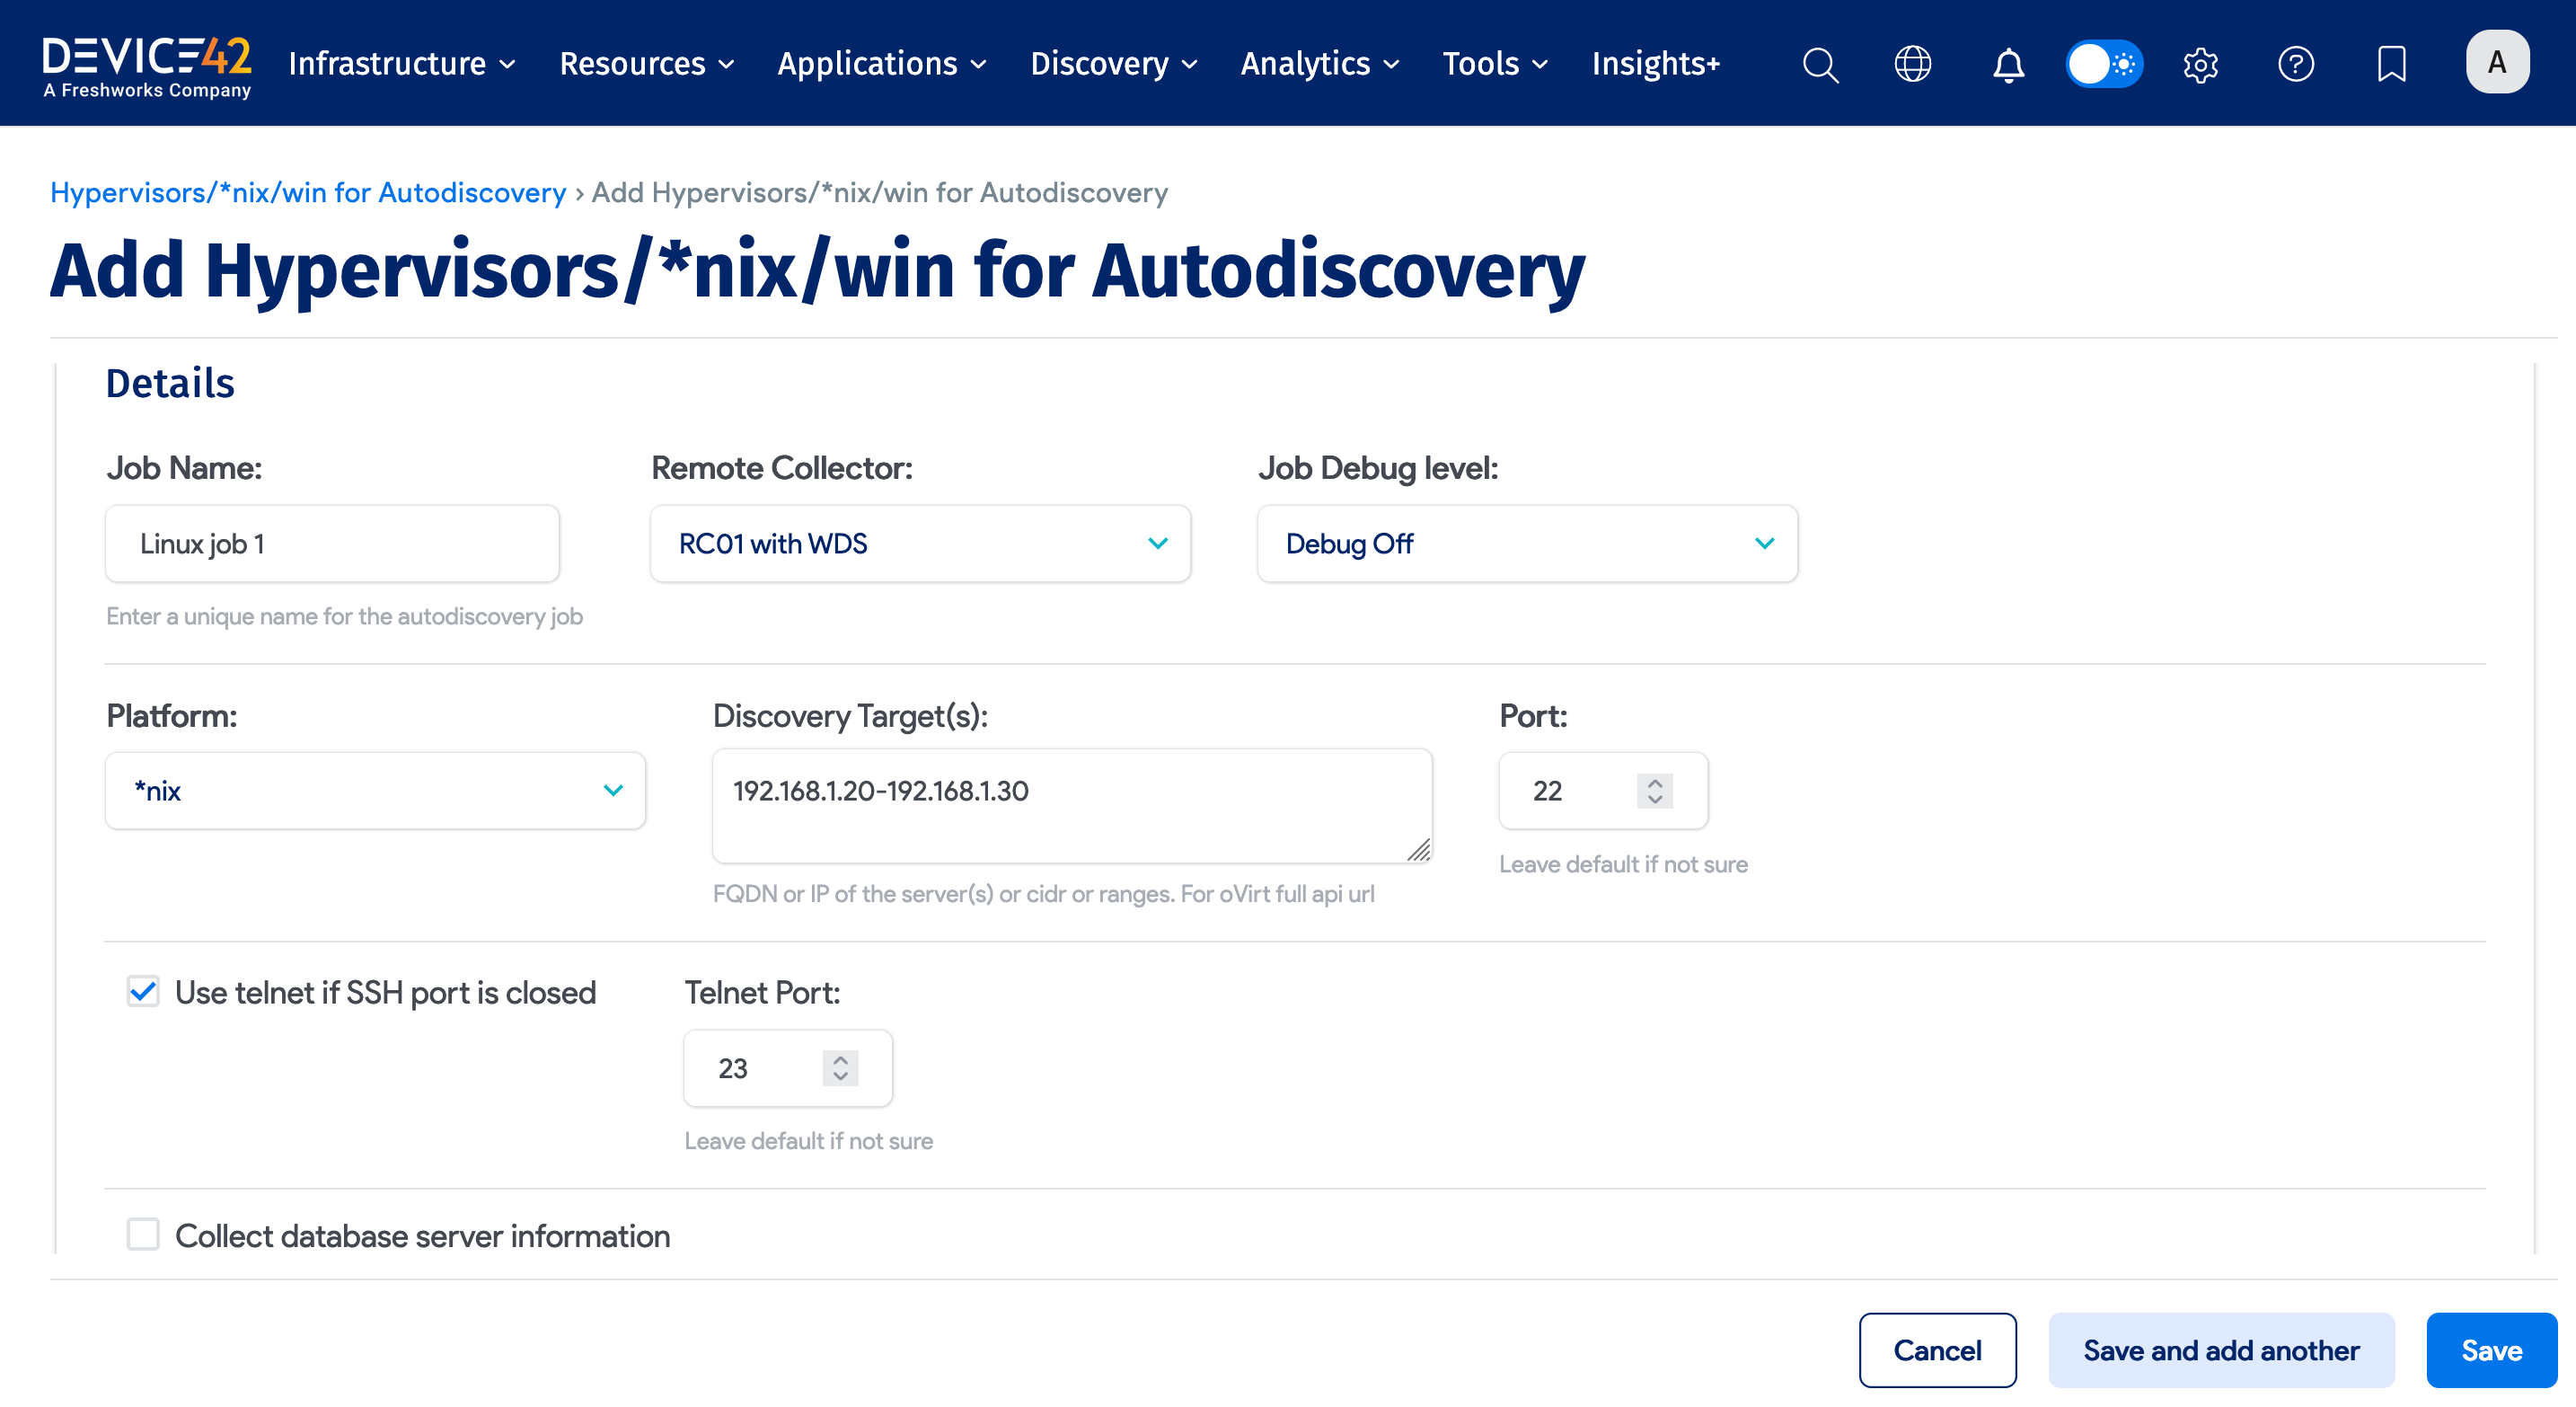 DEVICE42
A Freshworks Company
Infrastructure
Resources
Applications
Discovery
Analytics
Tools
Insights+
A
Hypervisors/*nix/win for Autodiscovery › Add Hypervisors/*nix/win for Autodiscovery
Add Hypervisors/*nix/win for Autodiscovery
Details
Job Name:
Remote Collector:
Job Debug level:
Linux job 1
RC01 with WDS
Debug Off
Enter a unique name for the autodiscovery job
Platform:
Discovery Target(s):
Port:
*nix
192.168.1.20-192.168.1.30
22
Leave default if not sure
FQDN or IP of the server(s) or cidr or ranges. For oVirt full api url
Use telnet if SSH port is closed
Telnet Port:
23
Leave default if not sure
Collect database server information
Cancel
Save and add another
Save